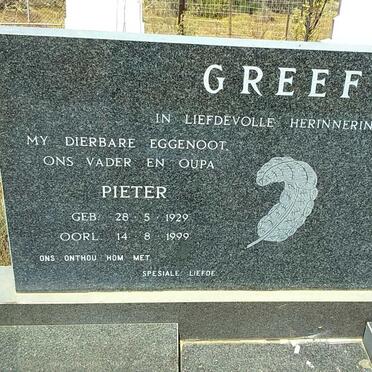 GREEF
IN LIEFDEVOLLE HERINNERIN
MY DIERBARE EGGENOOT,
ONS VADER EN OUPA
PIETER
GEB. 28 - 5 - 1929
OORL. 14 - 8 - 1999
ONS ONTHOU HOM MET
SPESIALE LIEFDE